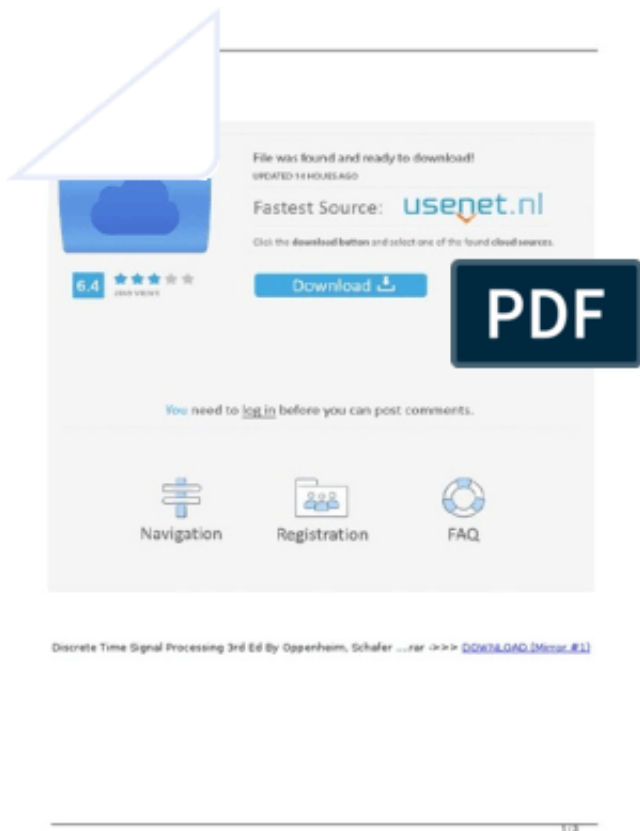 File was found and ready to download!
UPDATED 14 HOURS AGO
Fastest Source: usenet.nl
Click the download button and select one of the found cloud sources.
6.4
VIEWS
Download
PDF
You need to log in before you can post comments.
Navigation
Registration
FAQ
Discrete Time Signal Processing 3rd Ed By Oppenheim, Schafer ....rar ->>> DOWNLOAD (Mirror #1)
1 / 3